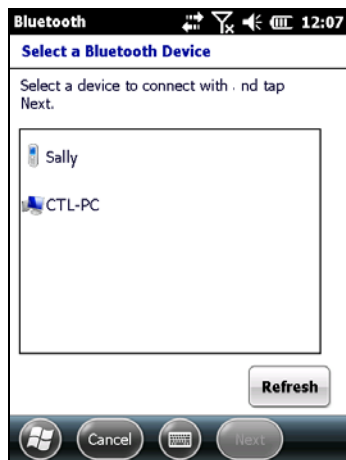 Bluetooth 12:07
Select a Bluetooth Device
Select a device to connect with nd tap
Next.
Sally
CTL-PC
Refresh
Cancel Next